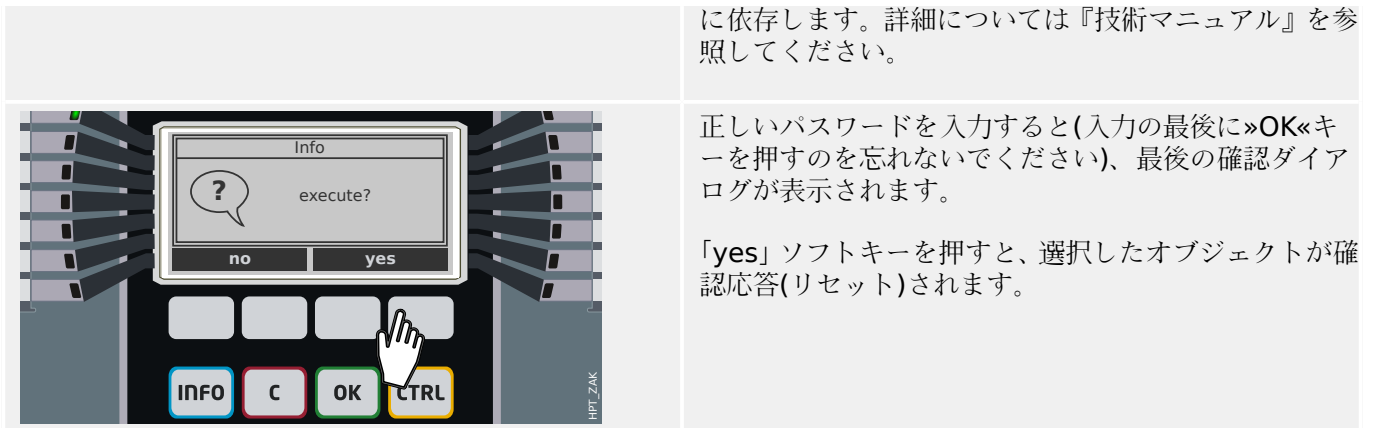 に依存します。詳細については『技術マニュアル』を参
照してください。
Info
?
execute?
no yes
INFO C OK CTRL
HPT_ZAK
正しいパスワードを入力すると(入力の最後に»OK«キ
ーを押すのを忘れないでください)、最後の確認ダイア
ログが表示されます。
「yes」ソフトキーを押すと、選択したオブジェクトが確
認応答(リセット)されます。